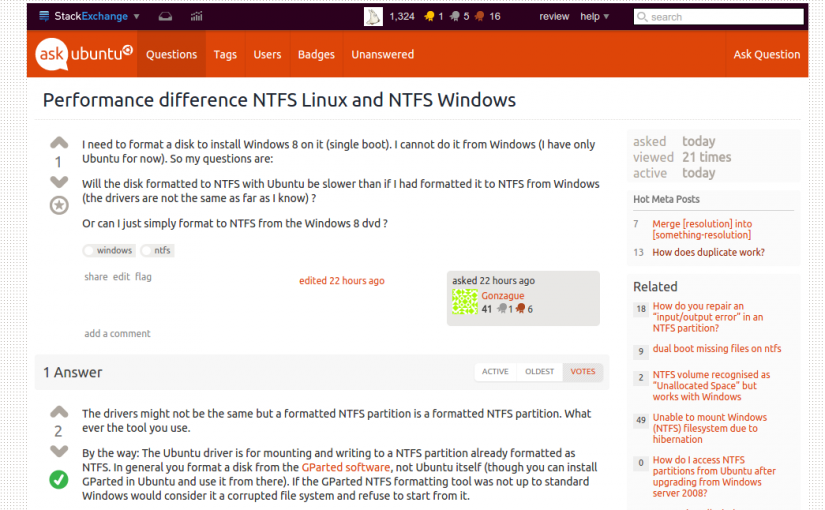 StackExchange 1,324 1 5 16 review help search
ask ubuntu Questions Tags Users Badges Unanswered Ask Question
Performance difference NTFS Linux and NTFS Windows
1
I need to format a disk to install Windows 8 on it (single boot). I cannot do it from Windows (I have only
Ubuntu for now). So my questions are:
Will the disk formatted to NTFS with Ubuntu be slower than if I had formatted it to NTFS from Windows
(the drivers are not the same as far as I know) ?
Or can I just simply format to NTFS from the Windows 8 dvd ?
windows ntfs
share edit flag
edited 22 hours ago
asked 22 hours ago
Gonzague
41 1 6
add a comment
1 Answer
ACTIVE OLDEST VOTES
2
The drivers might not be the same but a formatted NTFS partition is a formatted NTFS partition. What
ever the tool you use.
By the way: The Ubuntu driver is for mounting and writing to a NTFS partition already formatted as
NTFS. In general you format a disk from the GParted software, not Ubuntu itself (though you can install
GParted in Ubuntu and use it from there). If the GParted NTFS formatting tool was not up to standard
Windows would consider it a corrupted file system and refuse to start from it.
asked today
viewed 21 times
active today
Hot Meta Posts
7 Merge [resolution] into
[something-resolution]
13 How does duplicate work?
Related
18 How do you repair an
"input/output error" in an
NTFS partition?
9 dual boot missing files on ntfs
2 NTFS volume recognised as
"Unallocated Space" but
works with Windows
49 Unable to mount Windows
(NTFS) filesystem due to
hibernation
0 How do I access NTFS
partitions from Ubuntu after
upgrading from Windows
server 2008?